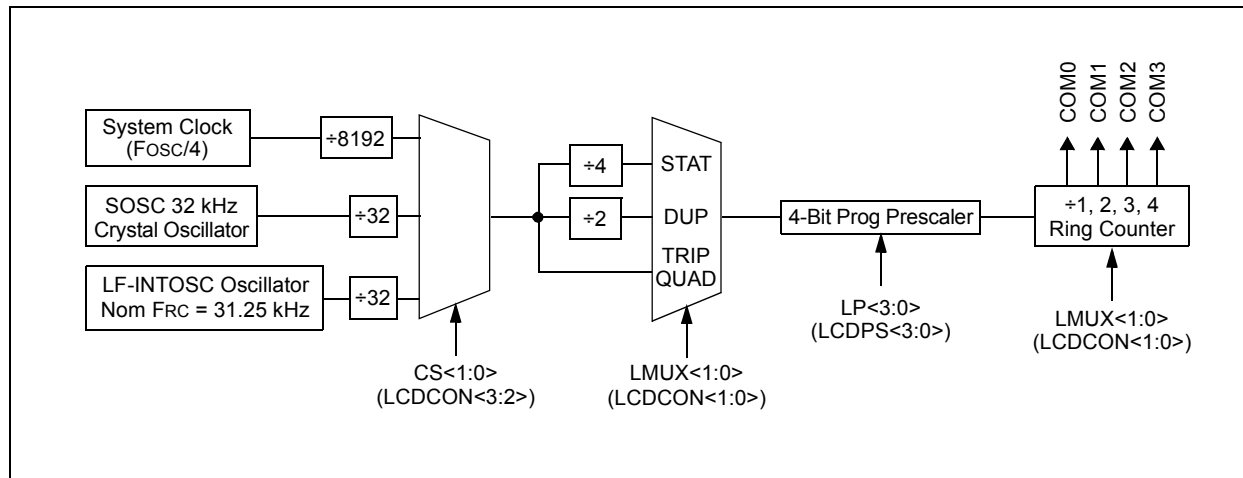 COM0
COM1
COM2
COM3
System Clock
(FOSC/4)
÷8192
SOSC 32 kHz
Crystal Oscillator
÷32
LF-INTOSC Oscillator
Nom FRC = 31.25 kHz
÷32
CS<1:0>
(LCDCON<3:2>)
÷4
÷2
STAT
DUP
TRIP
QUAD
LMUX<1:0>
(LCDCON<1:0>)
4-Bit Prog Prescaler
LP<3:0>
(LCDPS<3:0>)
÷1, 2, 3, 4
Ring Counter
LMUX<1:0>
(LCDCON<1:0>)